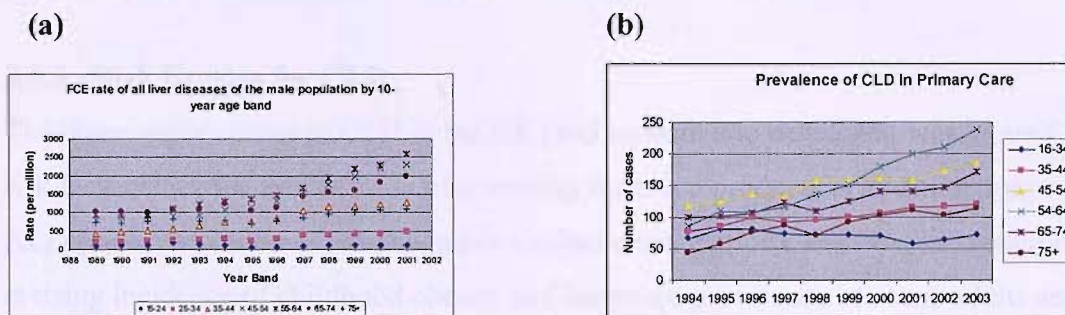 (a)
(b)
FCE rate of all liver diseases of the male population by 10-
year age band
Rate (per million)
3000
2500
2000
1500
1000
500
0
1988 1989 1990 1991 1992 1993 1994 1995 1996 1997 1998 1999 2000 2001 2002
Year Band
15-24 25-34 35-44 45-54 55-64 65-74 75+
Prevalence of CLD in Primary Care
Number of cases
250
200
150
100
50
0
1994 1995 1996 1997 1998 1999 2000 2001 2002 2003
16-34
35-44
45-54
54-64
65-74
75+